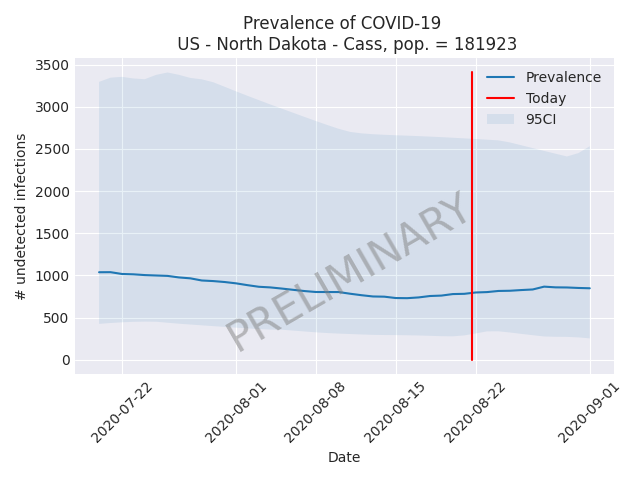 Prevalence of COVID-19
US - North Dakota - Cass, pop. = 181923
# undetected infections
3500
3000
2500
2000
1500
1000
500
0
Prevalence
Today
95CI
PRELIMINARY
2020-07-22
2020-08-01
2020-08-08
2020-08-15
2020-08-22
2020-09-01
Date